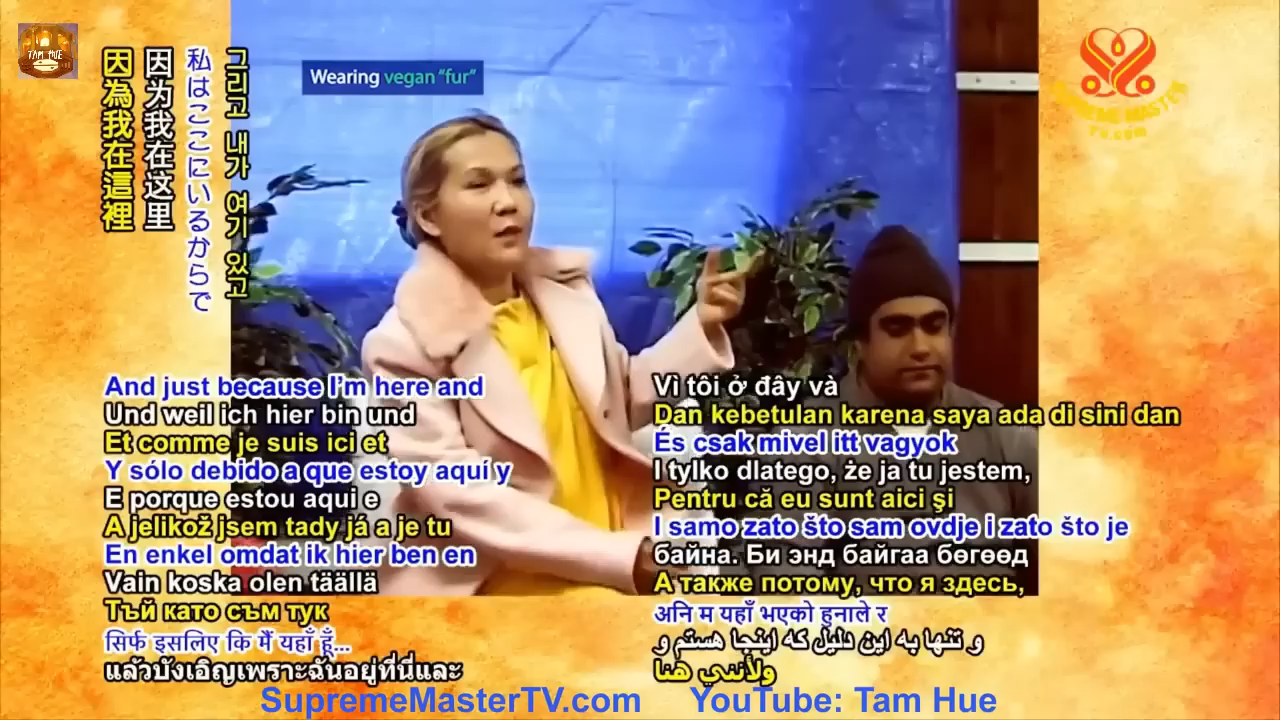 TAM HUE
因為我在這裡
因为我在这里
私はここにいるからで
그리고 내가 여기 있고
Wearing vegan “fur”
SUPREME MASTER
TV.com
And just because I'm here and
Und weil ich hier bin und
Et comme je suis ici et
Y sólo debido a que estoy aquí y
E porque estou aqui e
A jelikož jsem tady já a je tu
En enkel omdat ik hier ben en
Vain koska olen täällä
Тъй като съм тук
सिर्फ इसलिए कि मैं यहाँ हूँ...
แล้วบังเอิญเพราะฉันอยู่ที่นี่และ
Vì tôi ở đây và
Dan kebetulan karena saya ada di sini dan
És csak mivel itt vagyok
I tylko dlatego, że ja tu jestem,
Pentru că eu sunt aici şi
I samo zato što sam ovdje i zato što je
байна. Би энд байгаа бөгөөд
А также потому, что я здесь,
अनि म यहाँ भएको हुनाले र
و تنها به این دلیل که اینجا هستم و
ولأنني هنا
SupremeMasterTV.com YouTube: Tam Hue